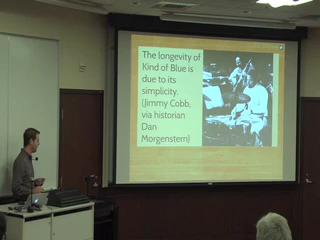 The longevity of
Kind of Blue is
due to its
simplicity.
(Jimmy Cobb,
via historian
Dan
Morgenstern)